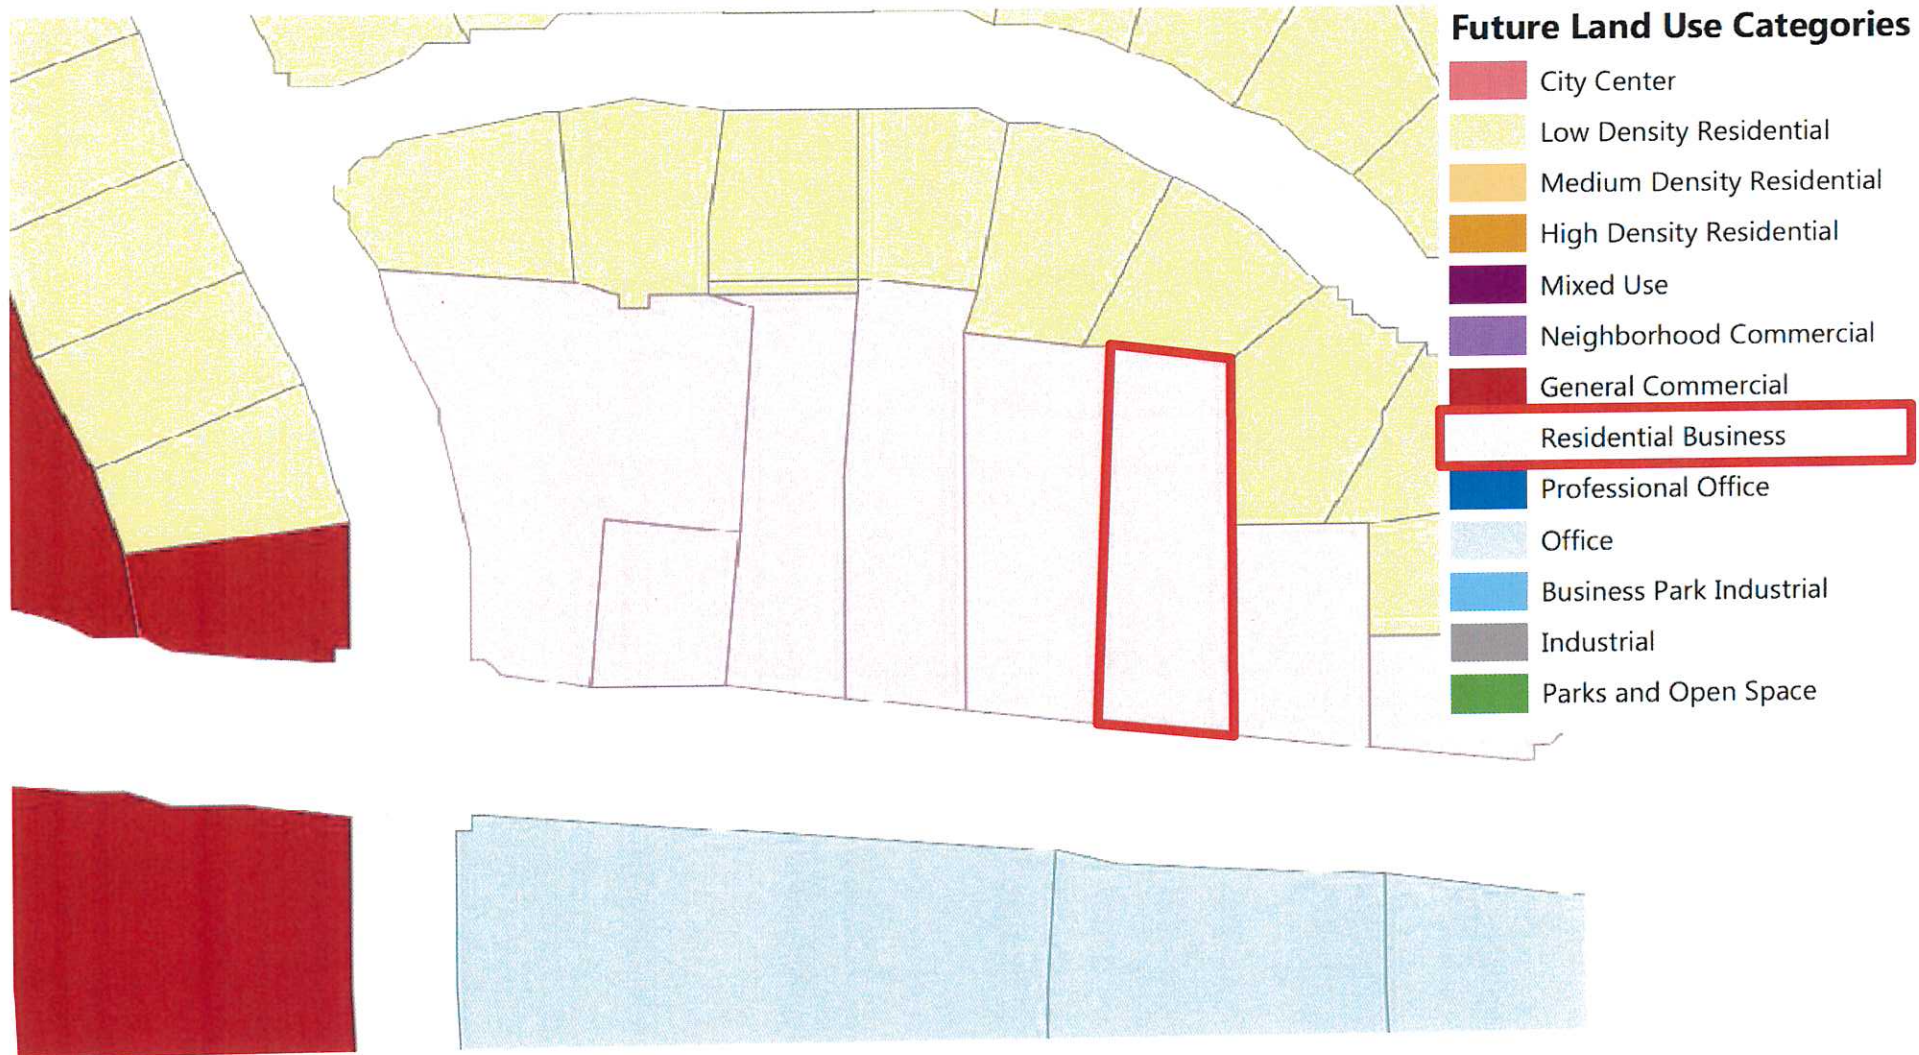 Future Land Use Categories
City Center
Low Density Residential
Medium Density Residential
High Density Residential
Mixed Use
Neighborhood Commercial
General Commercial
Residential Business
Professional Office
Office
Business Park Industrial
Industrial
Parks and Open Space